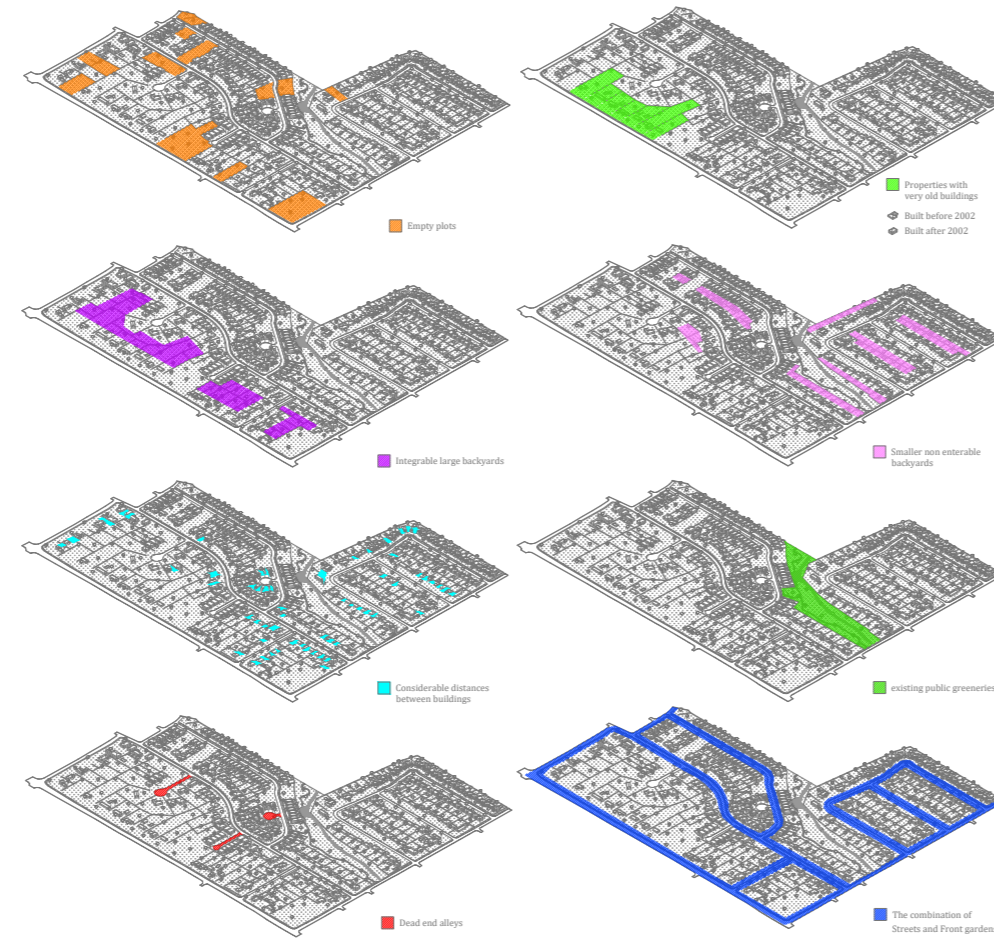 Empty plots
Properties with
very old buildings
Built before 2002
Built after 2002
Integrable large backyards
Smaller non enterable
backyards
Considerable distances
between buildings
existing public greeneries
Dead end alleys
The combination of
Streets and Front garden